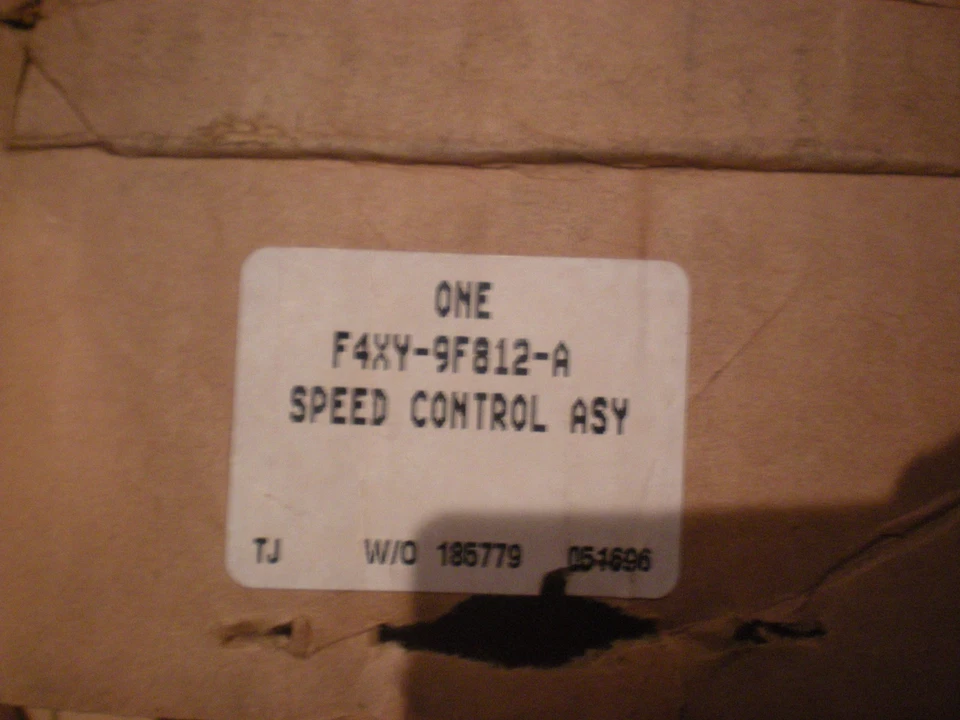 ONE
F4XY-9F812-A
SPEED CONTROL ASY
TJ W/O 185779 051696